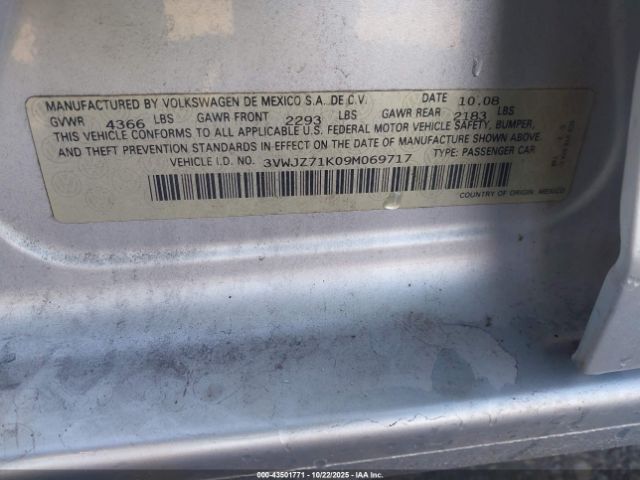 MANUFACTURED BY VOLKSWAGEN DE MEXICO S.A. DE C.V. DATE 10.08
GVWR 4366 LBS GAWR FRONT 2293 LBS GAWR REAR 2183 LBS
THIS VEHICLE CONFORMS TO ALL APPLICABLE U.S. FEDERAL MOTOR VEHICLE SAFETY, BUMPER,
AND THEFT PREVENTION STANDARDS IN EFFECT ON THE DATE OF MANUFACTURE SHOWN ABOVE.
VEHICLE I.D. NO. 3VWJZ71K09M069717 TYPE: PASSENGER CAR
COUNTRY OF ORIGIN: MEXICO
000-43501771 - 10/22/2025 - IAAI.COM